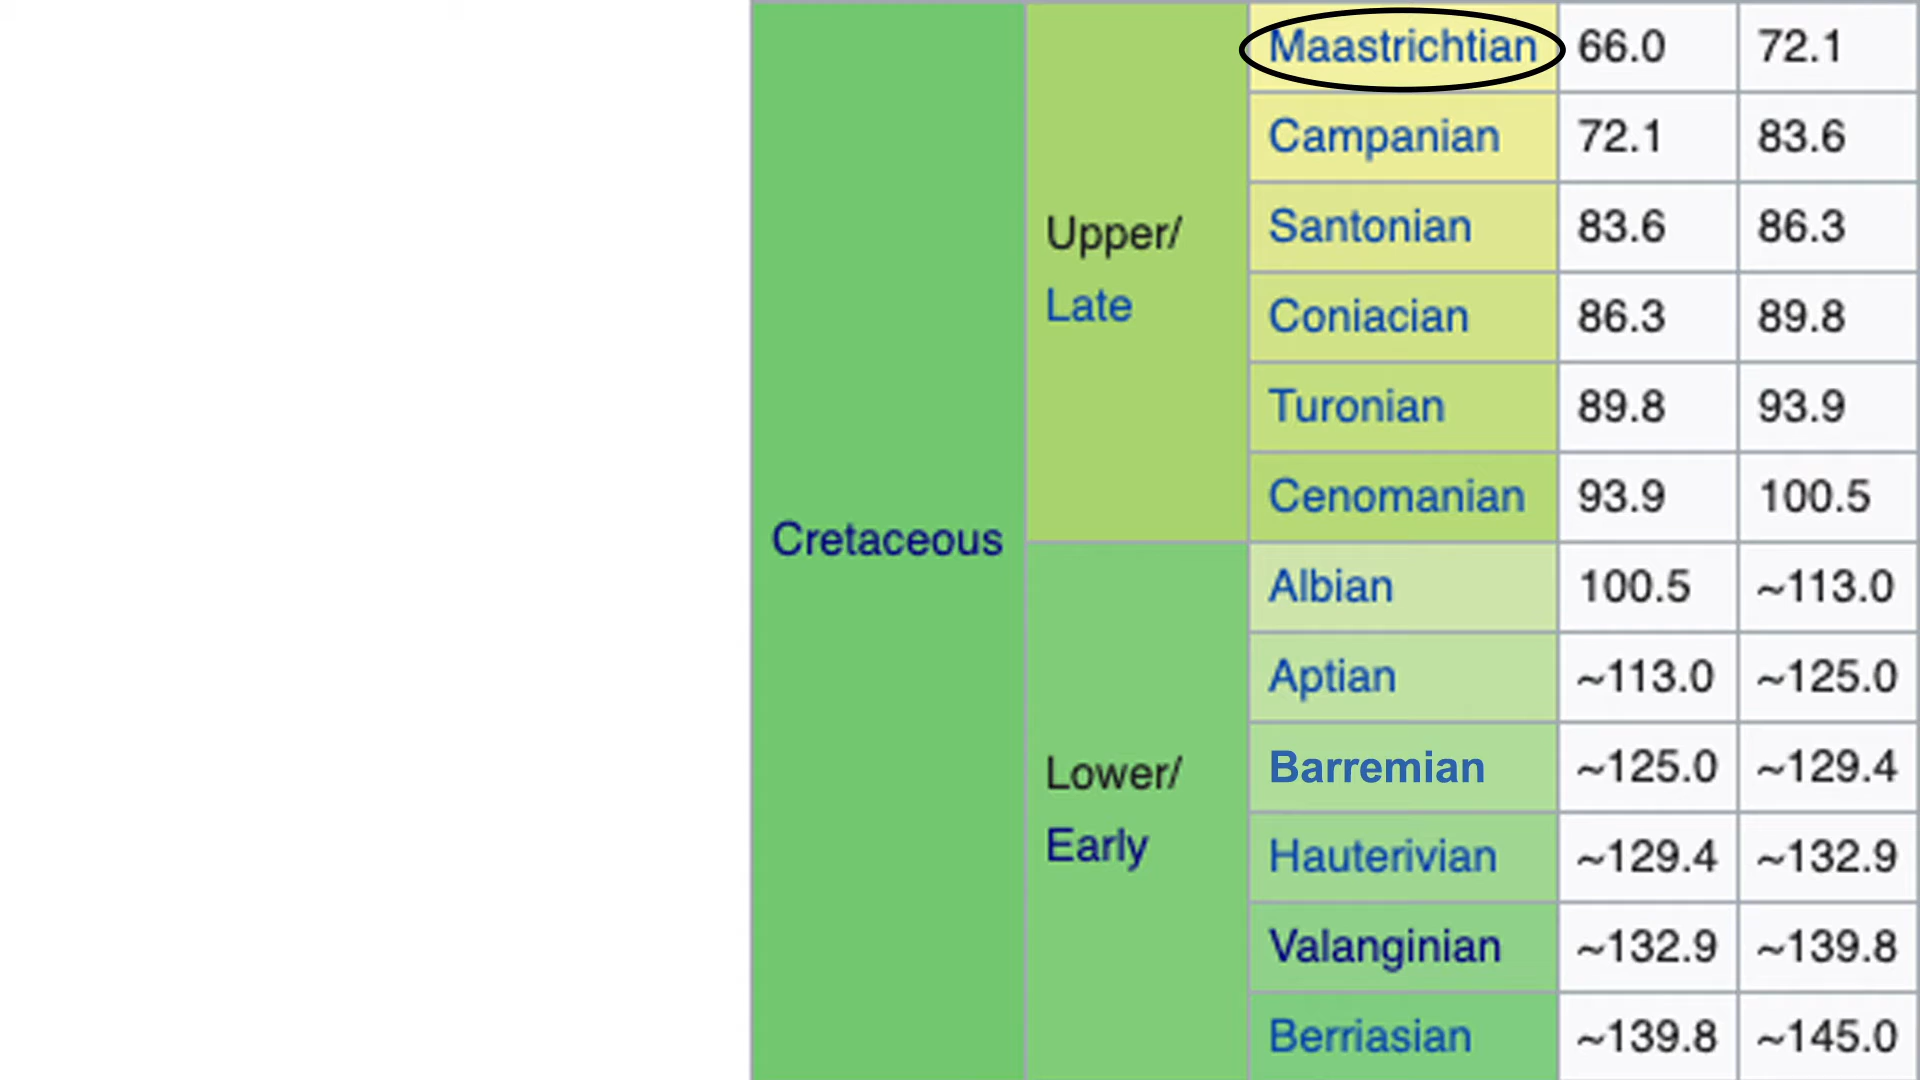 Cretaceous
Upper/
Late
Maastrichtian 66.0 72.1
Campanian 72.1 83.6
Santonian 83.6 86.3
Coniacian 86.3 89.8
Turonian 89.8 93.9
Cenomanian 93.9 100.5
Lower/
Early
Albian 100.5 ~113.0
Aptian ~113.0 ~125.0
Barremian ~125.0 ~129.4
Hauterivian ~129.4 ~132.9
Valanginian ~132.9 ~139.8
Berriasian ~139.8 ~145.0